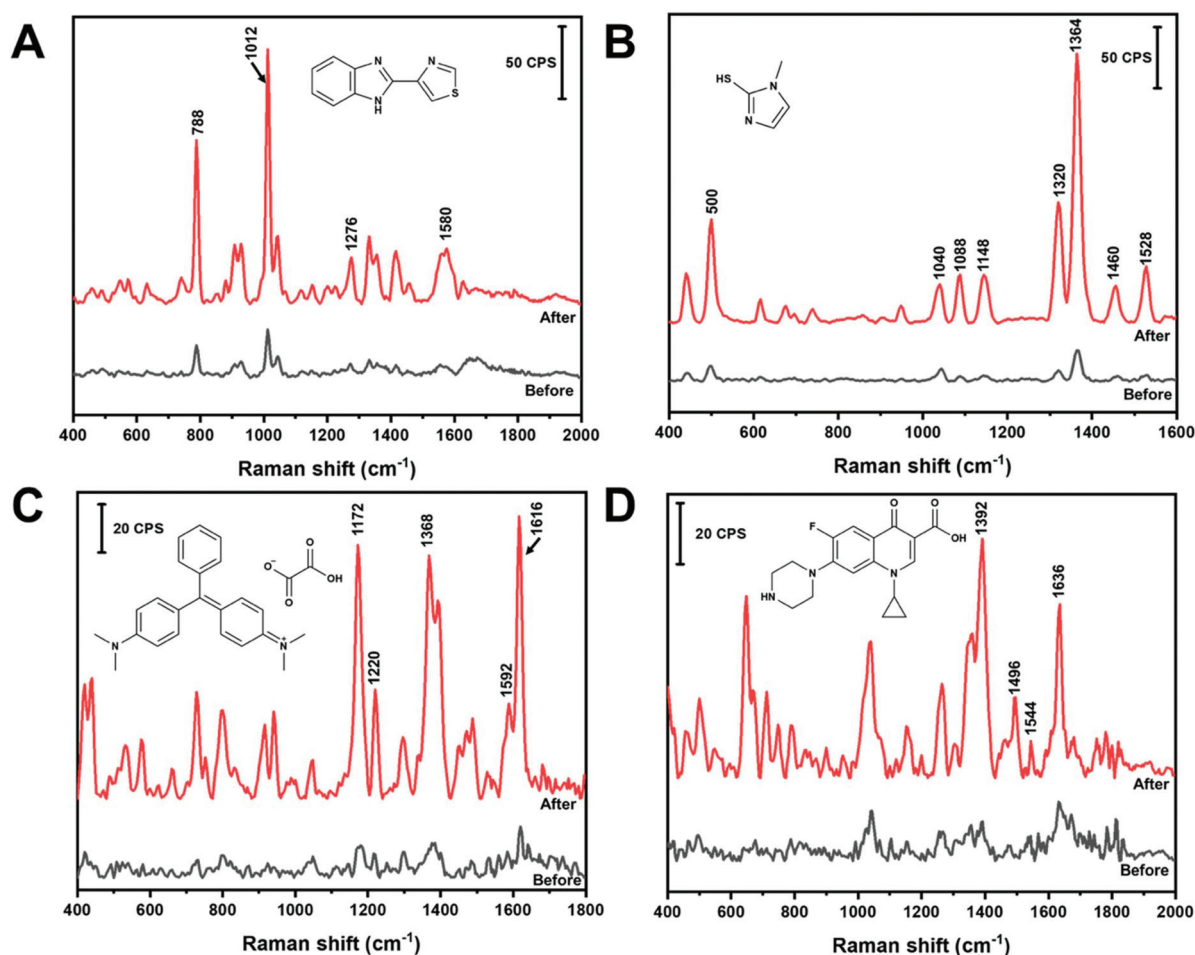 A
1012
788
1276
1580
50 CPS
N
N
H
N
S
After
Before
400 600 800 1000 1200 1400 1600 1800 2000
Raman shift (cm⁻¹)
B
1364
50 CPS
HS
N
N
500
1320
1040
1088
1148
1460
1528
After
Before
400 600 800 1000 1200 1400 1600
Raman shift (cm⁻¹)
C
20 CPS
1172
1368
1616
O
O⁻
OH
O
N
N⁺
1220
1592
After
Before
400 600 800 1000 1200 1400 1600 1800
Raman shift (cm⁻¹)
D
20 CPS
O
O
F
OH
N
N
HN
1392
1636
1496
1544
After
Before
400 600 800 1000 1200 1400 1600 1800 2000
Raman shift (cm⁻¹)